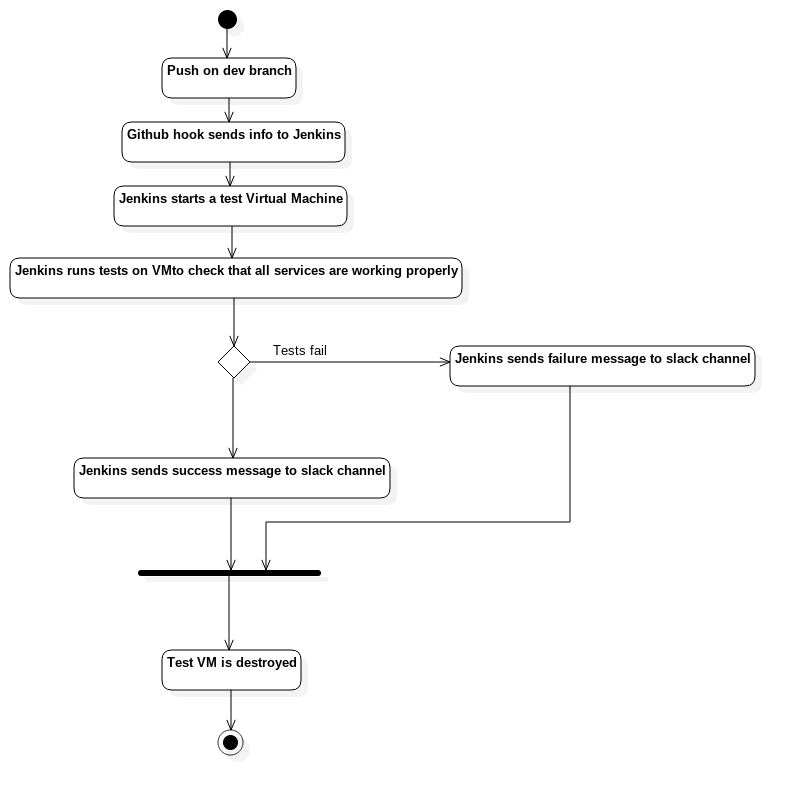 Push on dev branch
Github hook sends info to Jenkins
Jenkins starts a test Virtual Machine
Jenkins runs tests on VMto check that all services are working properly
Tests fail
Jenkins sends failure message to slack channel
Jenkins sends success message to slack channel
Test VM is destroyed